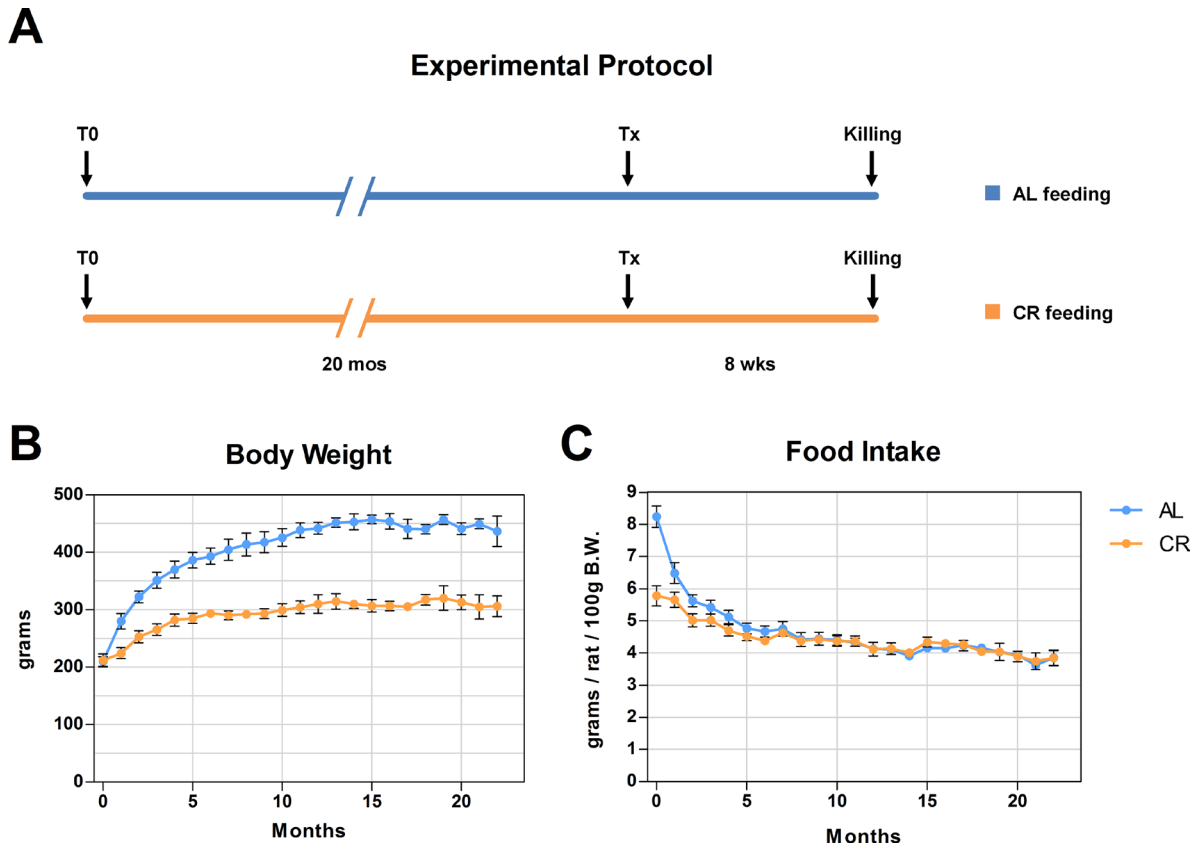 A
Experimental Protocol
T0 Tx Killing
AL feeding
T0 Tx Killing
CR feeding
20 mos 8 wks
B
Body Weight
500
400
300
200
100
0
grams
0 5 10 15 20
Months
C
Food Intake
9
8
7
6
5
4
3
2
1
0
grams / rat / 100g B.W.
0 5 10 15 20
Months
AL
CR